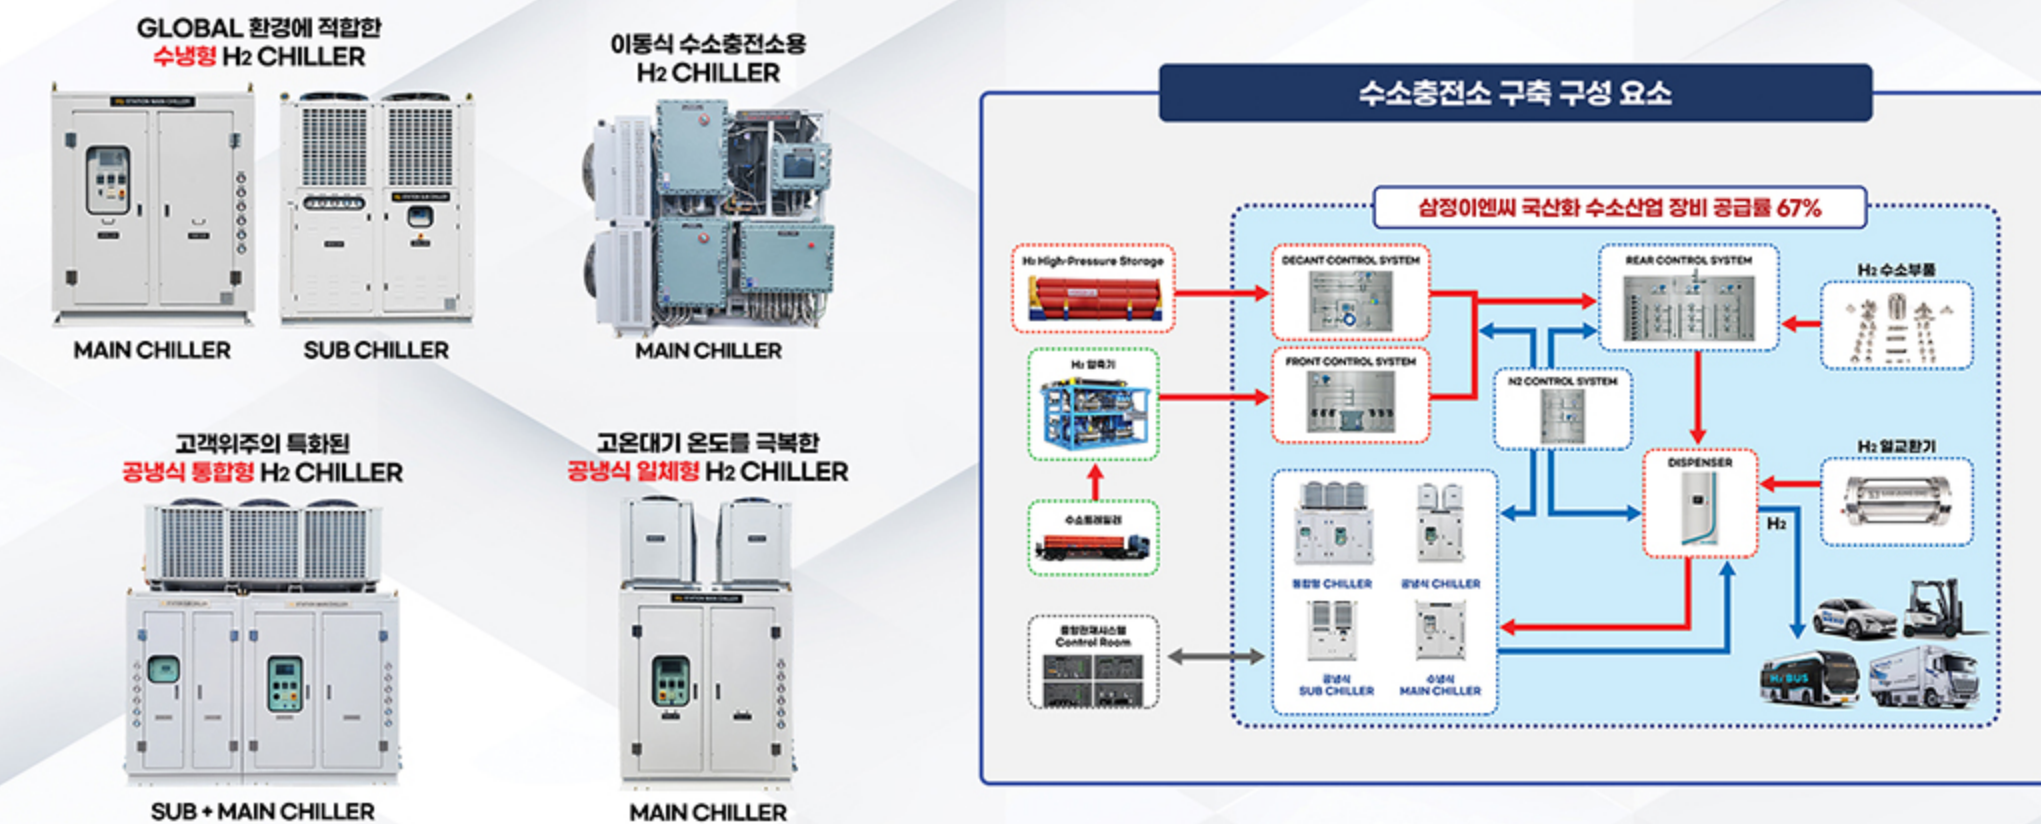 GLOBAL 환경에 적합한
수냉형 H2 CHILLER
MAIN CHILLER
SUB CHILLER
이동식 수소충전소용
H2 CHILLER
MAIN CHILLER
고객위주의 특화된
공냉식 통합형 H2 CHILLER
SUB + MAIN CHILLER
고온대기 온도를 극복한
공냉식 일체형 H2 CHILLER
MAIN CHILLER
수소충전소 구축 구성 요소
삼정이엔씨 국산화 수소산업 장비 공급률 67%
H2 High-Pressure Storage
DECANT CONTROL SYSTEM
REAR CONTROL SYSTEM
H2 수소부품
H2 압축기
FRONT CONTROL SYSTEM
N2 CONTROL SYSTEM
DISPENSER
H2 열교환기
수소트레일러
H2
통합형 CHILLER
공냉식 CHILLER
중앙관제시스템
Control Room
공냉식
SUB CHILLER
수냉식
MAIN CHILLER